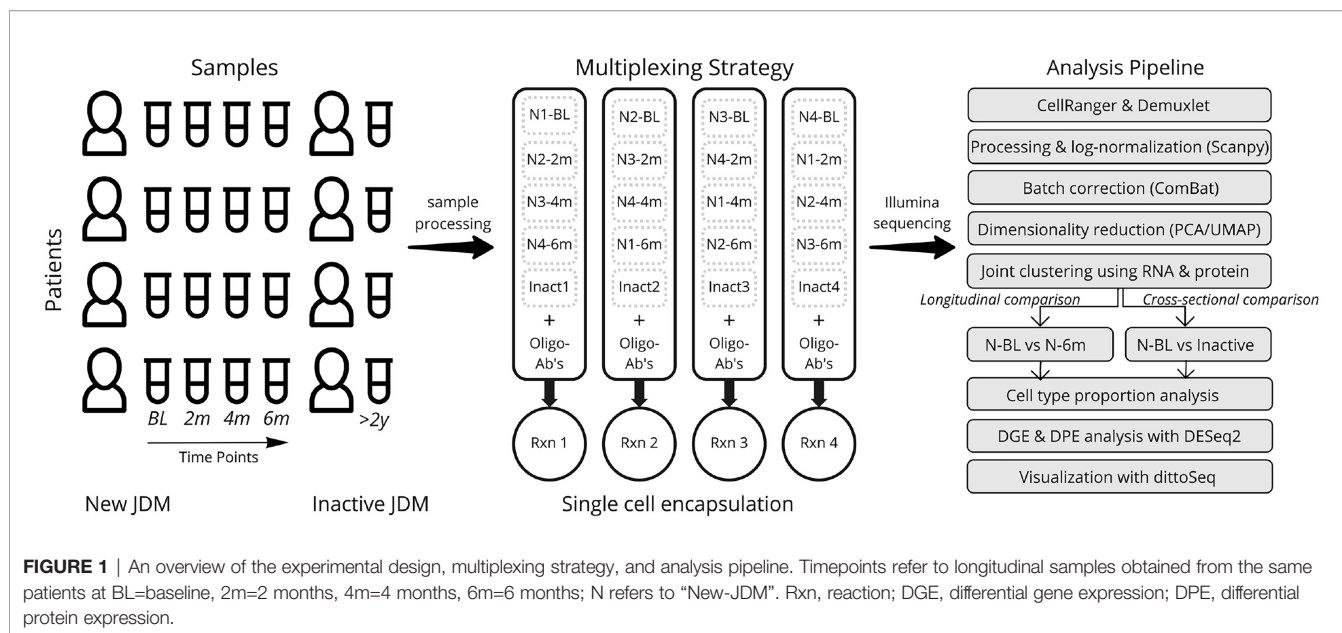 Samples
Patients
BL 2m 4m 6m
>2y
Time Points
New JDM
Inactive JDM
sample
processing
Multiplexing Strategy
N1-BL
N2-2m
N3-4m
N4-6m
Inact1
+
Oligo-
Ab's
Rxn 1
N2-BL
N3-2m
N4-4m
N1-6m
Inact2
+
Oligo-
Ab's
Rxn 2
N3-BL
N4-2m
N1-4m
N2-6m
Inact3
+
Oligo-
Ab's
Rxn 3
N4-BL
N1-2m
N2-4m
N3-6m
Inact4
+
Oligo-
Ab's
Rxn 4
Single cell encapsulation
Illumina
sequencing
Analysis Pipeline
CellRanger & Demuxlet
Processing & log-normalization (Scanpy)
Batch correction (ComBat)
Dimensionality reduction (PCA/UMAP)
Joint clustering using RNA & protein
Longitudinal comparison
Cross-sectional comparison
N-BL vs N-6m
N-BL vs Inactive
Cell type proportion analysis
DGE & DPE analysis with DESeq2
Visualization with dittoSeq
FIGURE 1 | An overview of the experimental design, multiplexing strategy, and analysis pipeline. Timepoints refer to longitudinal samples obtained from the same
patients at BL=baseline, 2m=2 months, 4m=4 months, 6m=6 months; N refers to “New-JDM”. Rxn, reaction; DGE, differential gene expression; DPE, differential
protein expression.